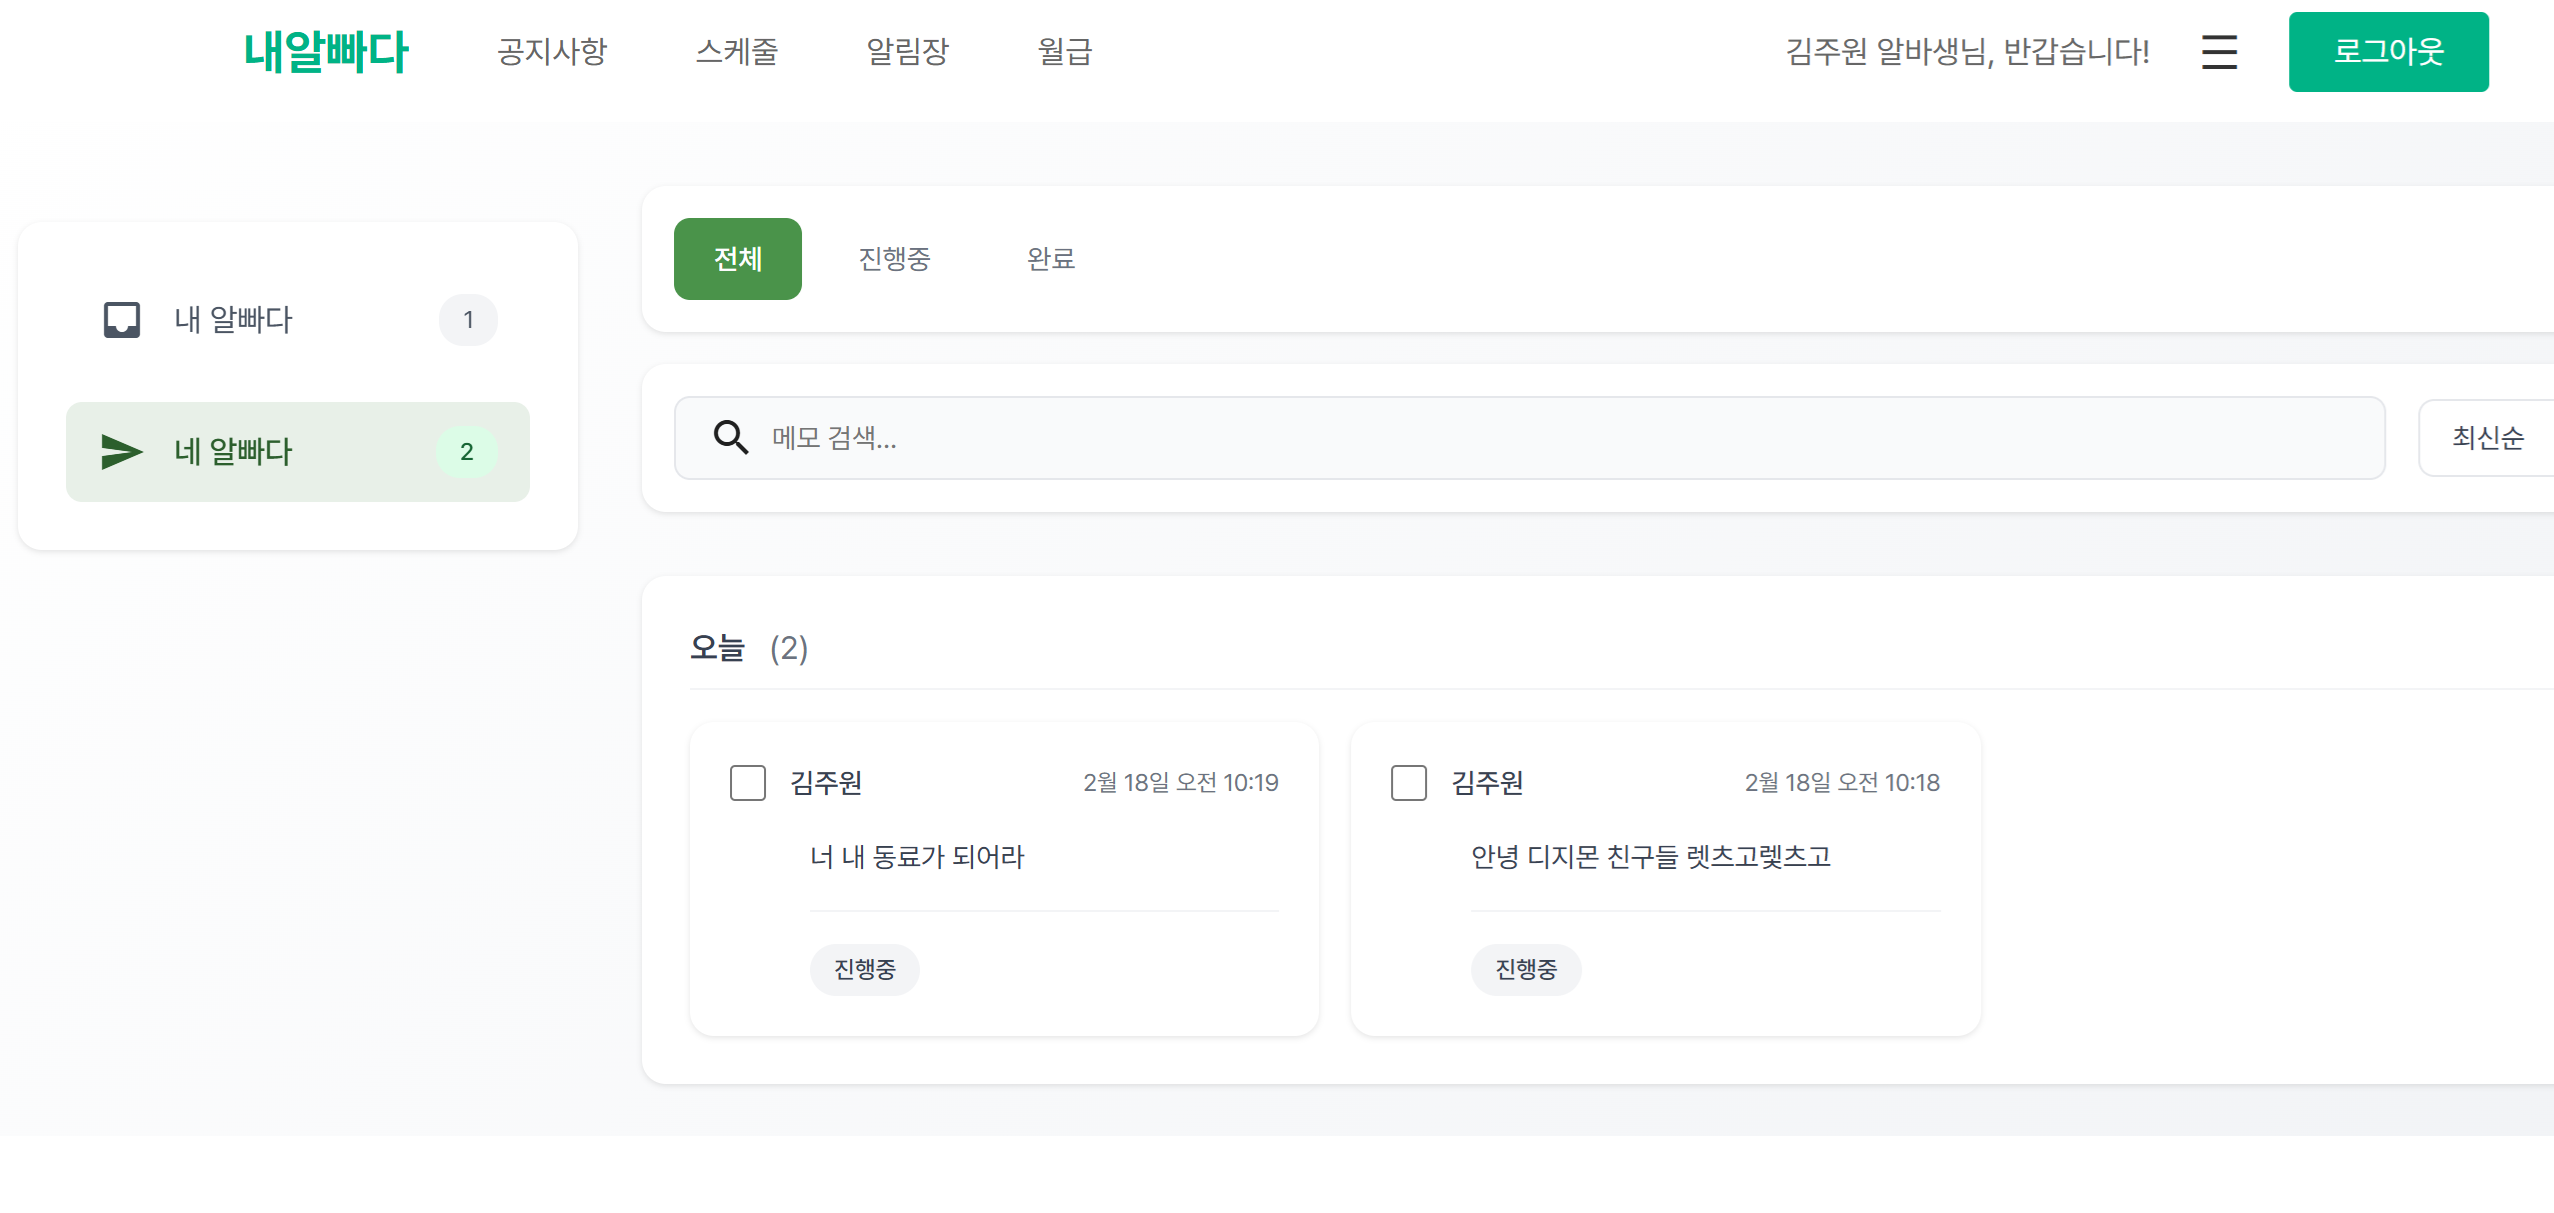 내알빠다 공지사항 스케줄 알림장 월급 김주원 알바생님, 반갑습니다! 로그아웃
내 알빠다 1
네 알빠다 2
전체 진행중 완료
메모 검색... 최신순
오늘 (2)
김주원 2월 18일 오전 10:19
너 내 동료가 되어라
진행중
김주원 2월 18일 오전 10:18
안녕 디지몬 친구들 렛츠고렟츠고
진행중